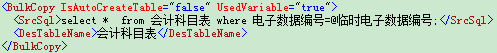 <BulkCopy IsAutoCreateTable="false" UsedVariable="true">
<SrcSql>select *  from 会计科目表 where 电子数据编号=@临时电子数据编号;</SrcSql>
<DesTableName>会计科目表</DesTableName>
</BulkCopy>